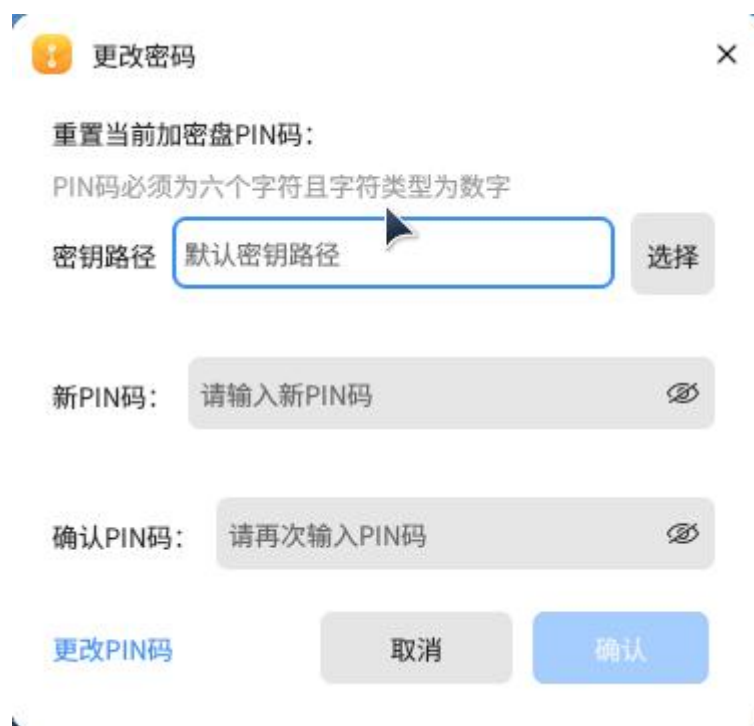 更改密码
重置当前加密盘PIN码：
PIN码必须为六个字符且字符类型为数字
密钥路径 默认密钥路径 选择
新PIN码： 请输入新PIN码
确认PIN码： 请再次输入PIN码
更改PIN码 取消 确认